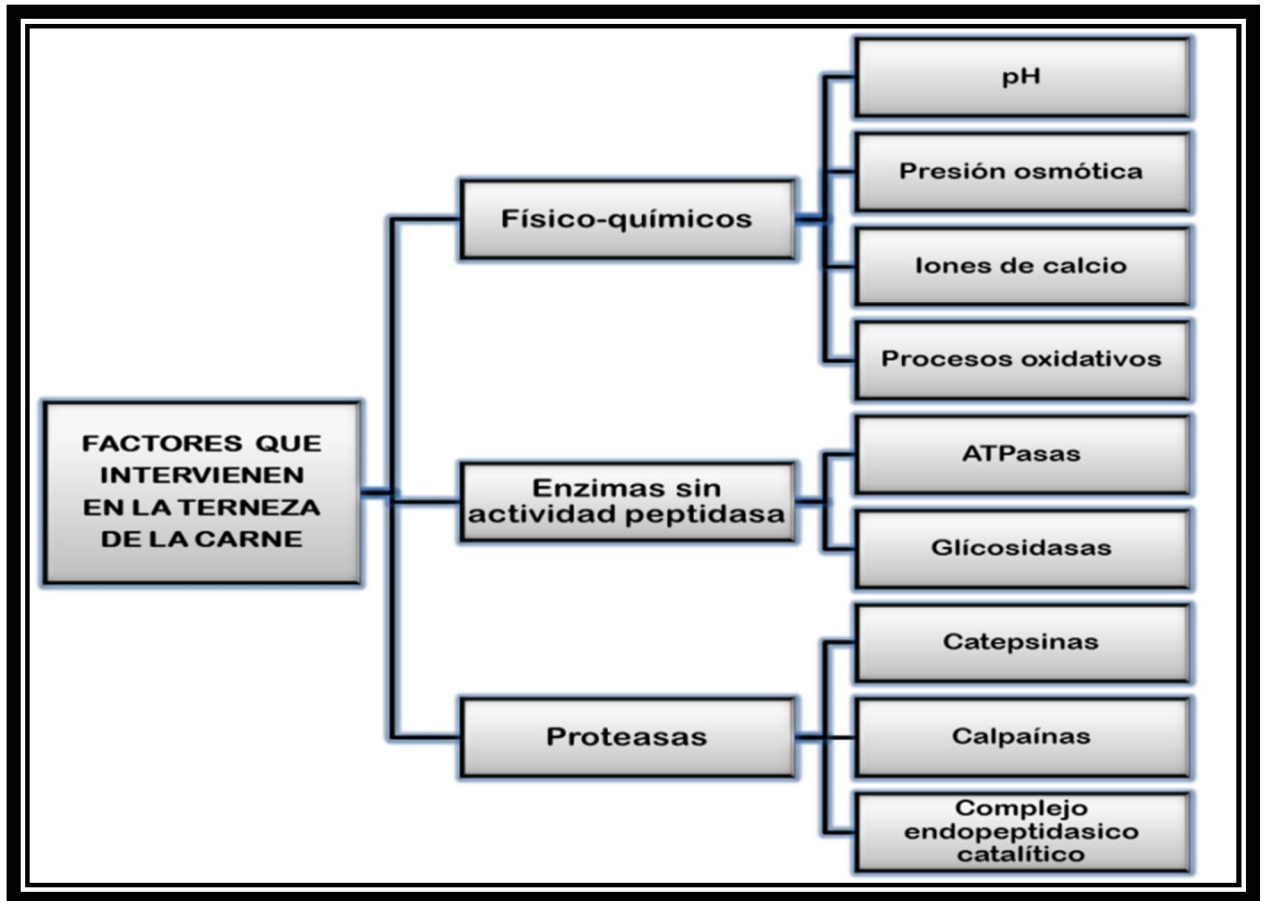 FACTORES QUE
INTERVIENEN
EN LA TERNEZA
DE LA CARNE
Físico-químicos
pH
Presión osmótica
Iones de calcio
Procesos oxidativos
Enzimas sin
actividad peptidasa
ATPasas
Glícosidasas
Proteasas
Catepsinas
Calpaínas
Complejo
endopeptidasico
catalítico